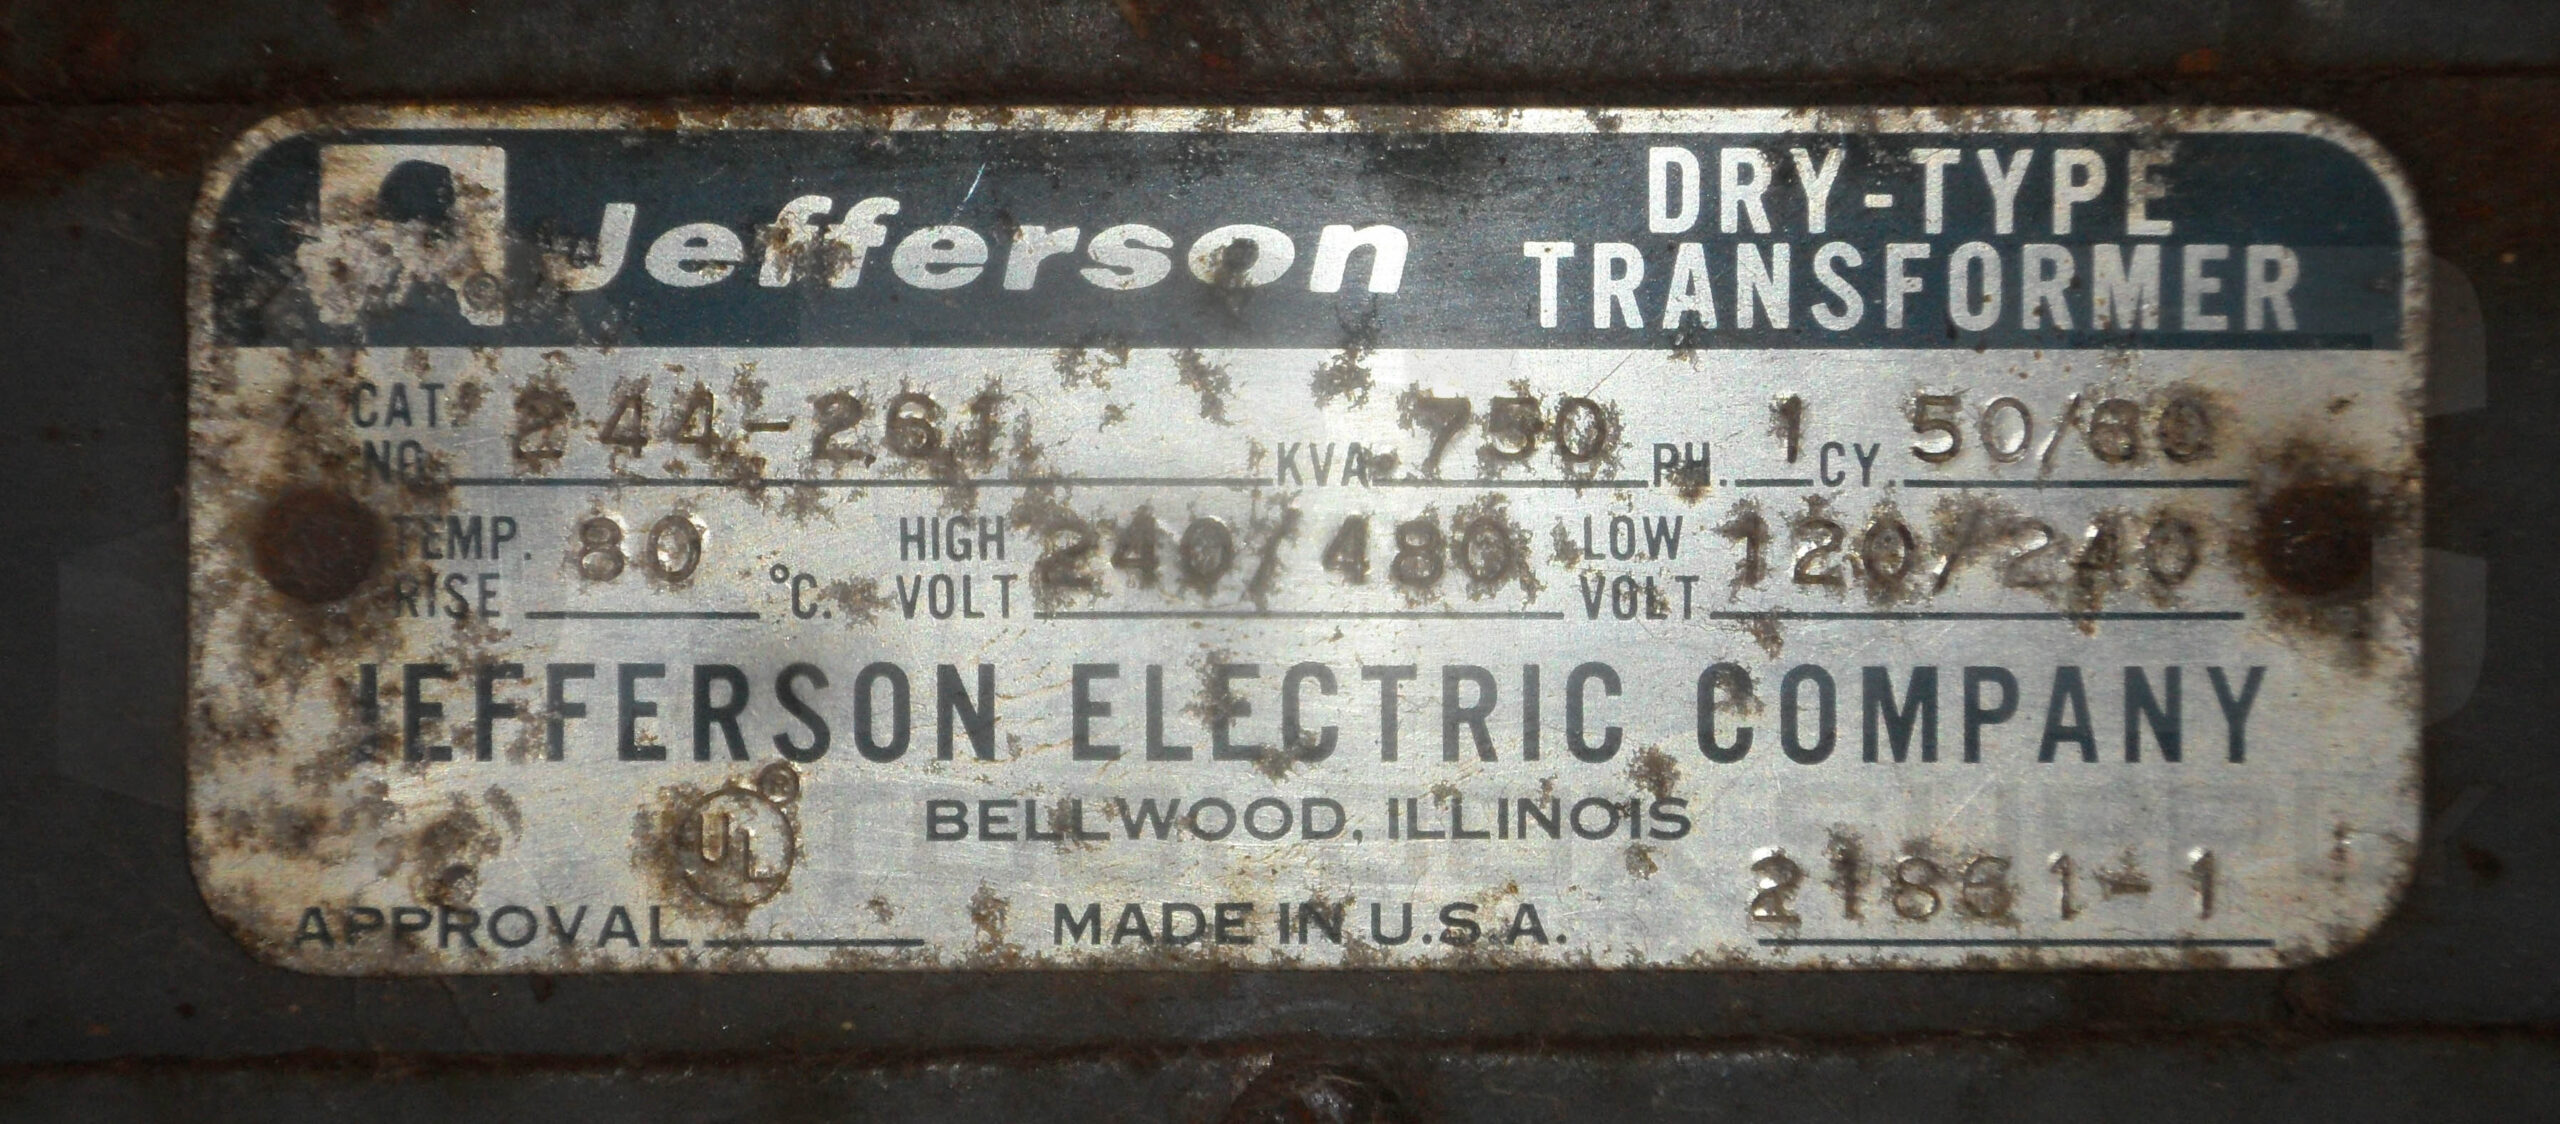 Jefferson
DRY-TYPE
TRANSFORMER
CAT. NO. 244-261 KVA 750 PH. 1 CY. 50/60
TEMP. RISE 80 °C. HIGH VOLT 240/480 LOW VOLT 120/240
JEFFERSON ELECTRIC COMPANY
UL®
BELLWOOD, ILLINOIS
APPROVAL
MADE IN U.S.A.
21861-1